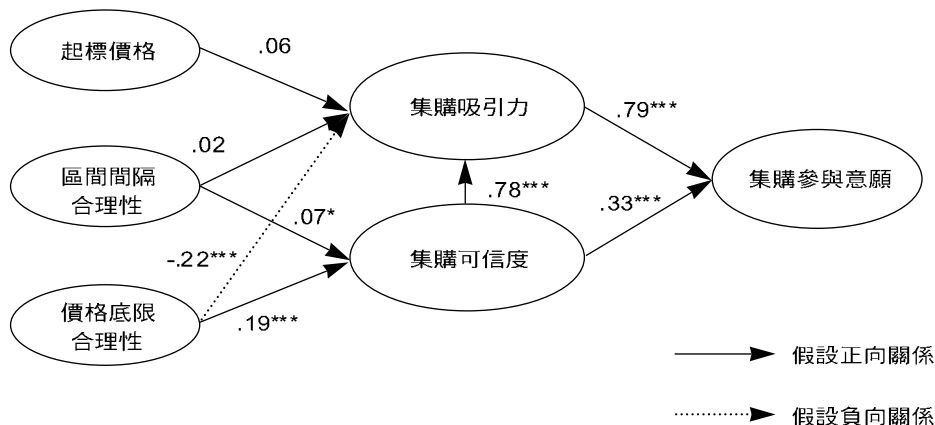 起標價格
.06
集購吸引力
.79***
.02
區間間隔
合理性
.78***
集購參與意願
.33***
.07*
-.22***
集購可信度
價格底限
合理性
.19***
假設正向關係
假設負向關係